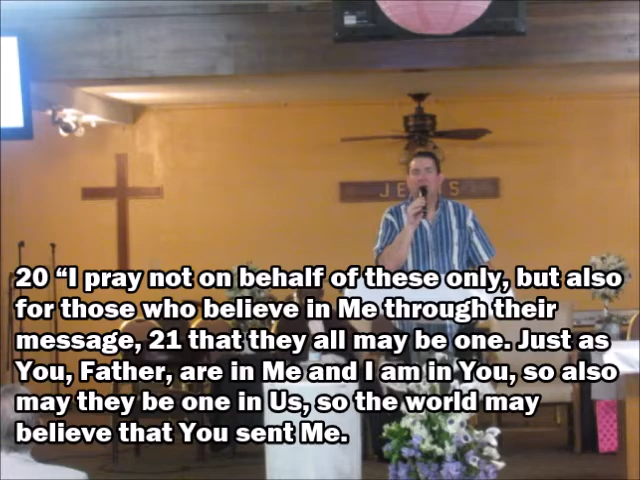 JE S
20 “I pray not on behalf of these only, but also
for those who believe in Me through their
message, 21 that they all may be one. Just as
You, Father, are in Me and I am in You, so also
may they be one in Us, so the world may
believe that You sent Me.